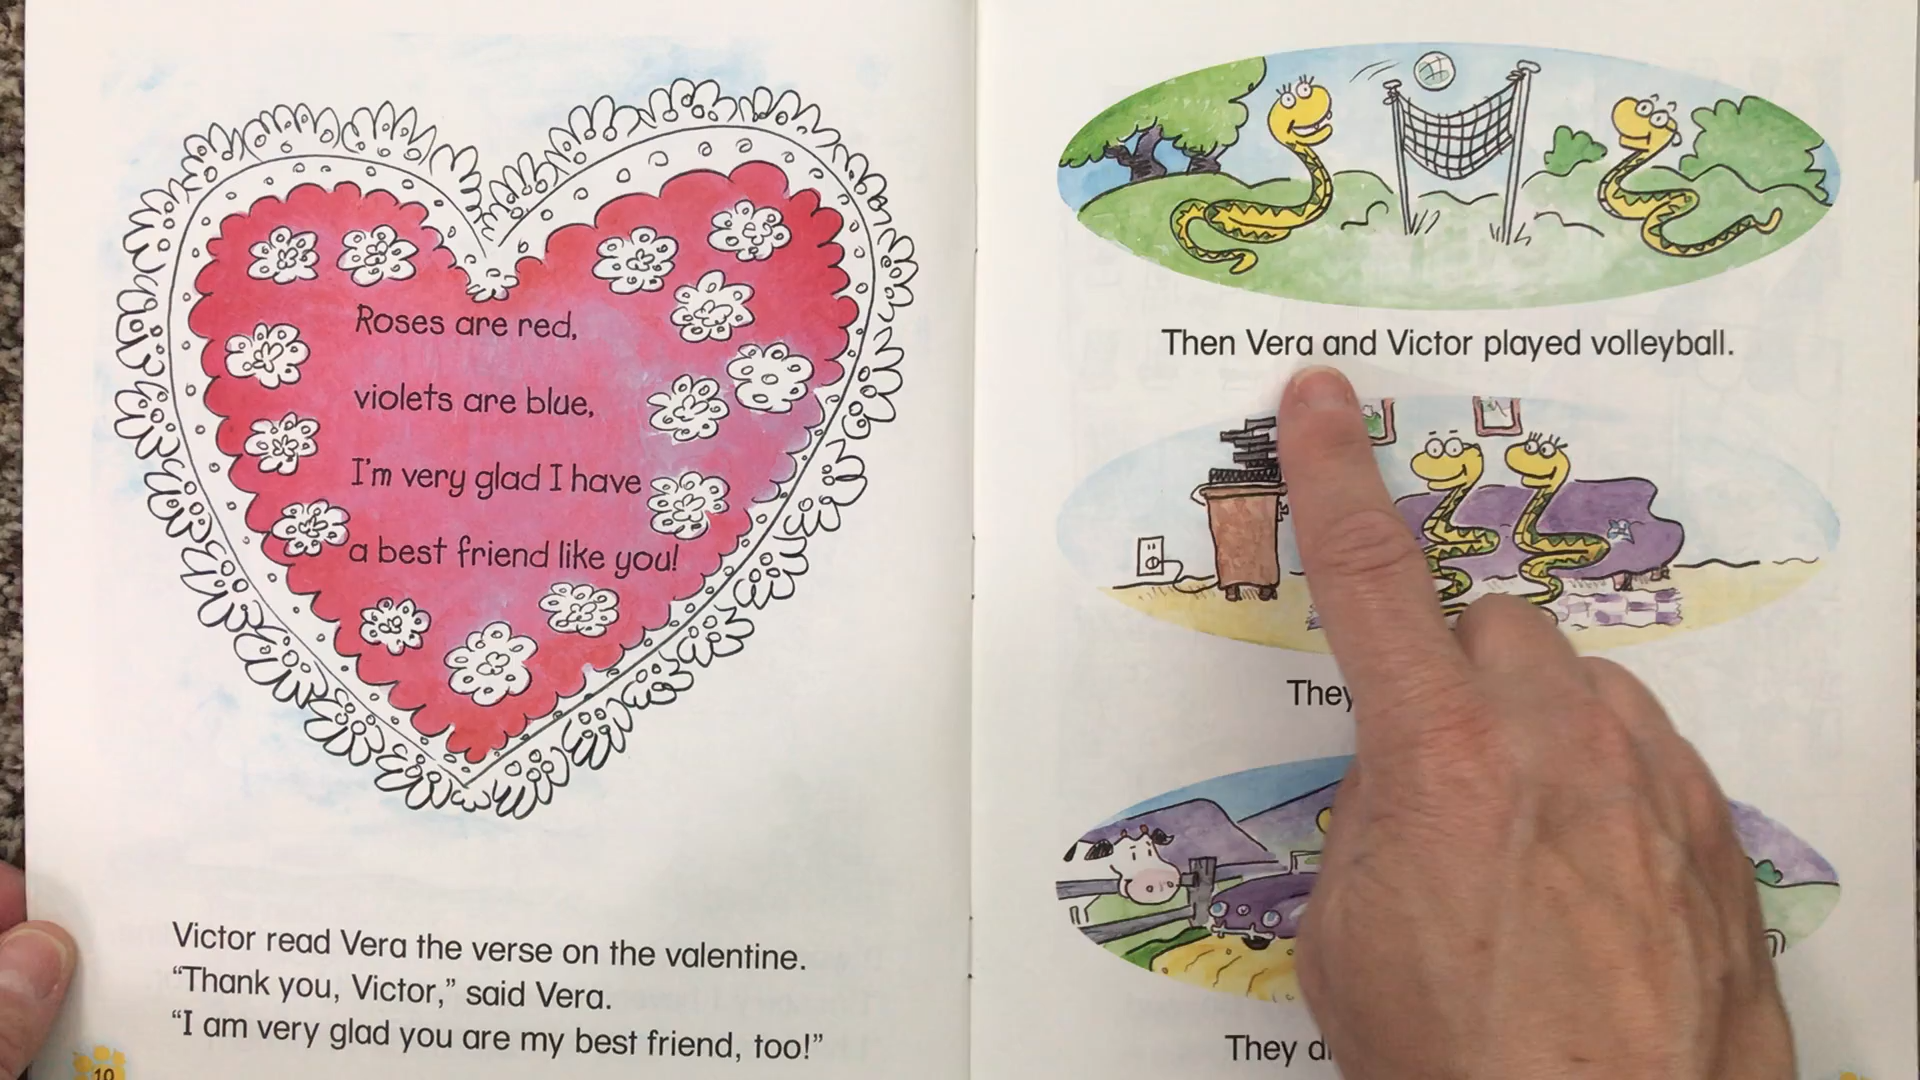 Roses are red,
violets are blue,
I'm very glad I have
a best friend like you!
Victor read Vera the verse on the valentine.
“Thank you, Victor,” said Vera.
“I am very glad you are my best friend, too!”
10
Then Vera and Victor played volleyball.
They
They